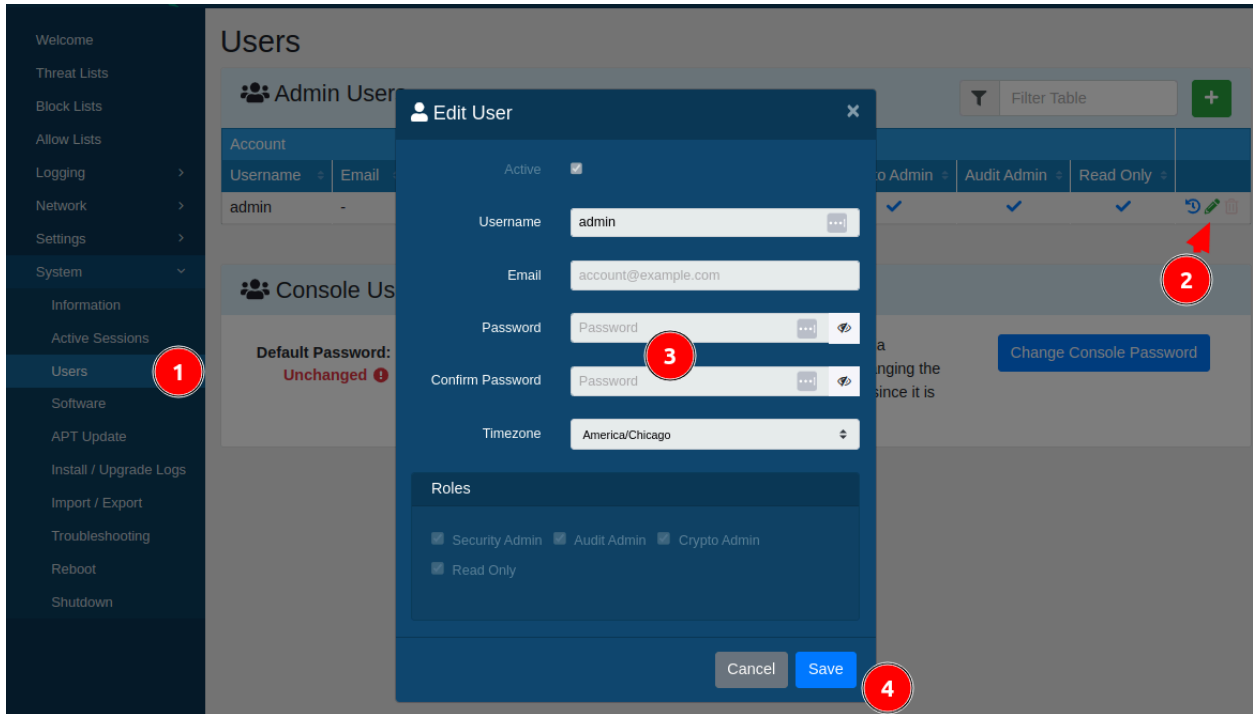 Welcome
Threat Lists
Block Lists
Allow Lists
Logging
Network
Settings
System
Information
Active Sessions
Users
1
Software
APT Update
Install / Upgrade Logs
Import / Export
Troubleshooting
Reboot
Shutdown
Users
Admin User
Filter Table
+
Account
Username
Email
o Admin
Audit Admin
Read Only
admin
-
2
Console Us
Default Password:
Unchanged
a
nging the
since it is
Change Console Password
Edit User
×
Active
Username
admin
Email
account@example.com
Password
Password
3
Confirm Password
Password
Timezone
America/Chicago
Roles
Security Admin
Audit Admin
Crypto Admin
Read Only
Cancel
Save
4